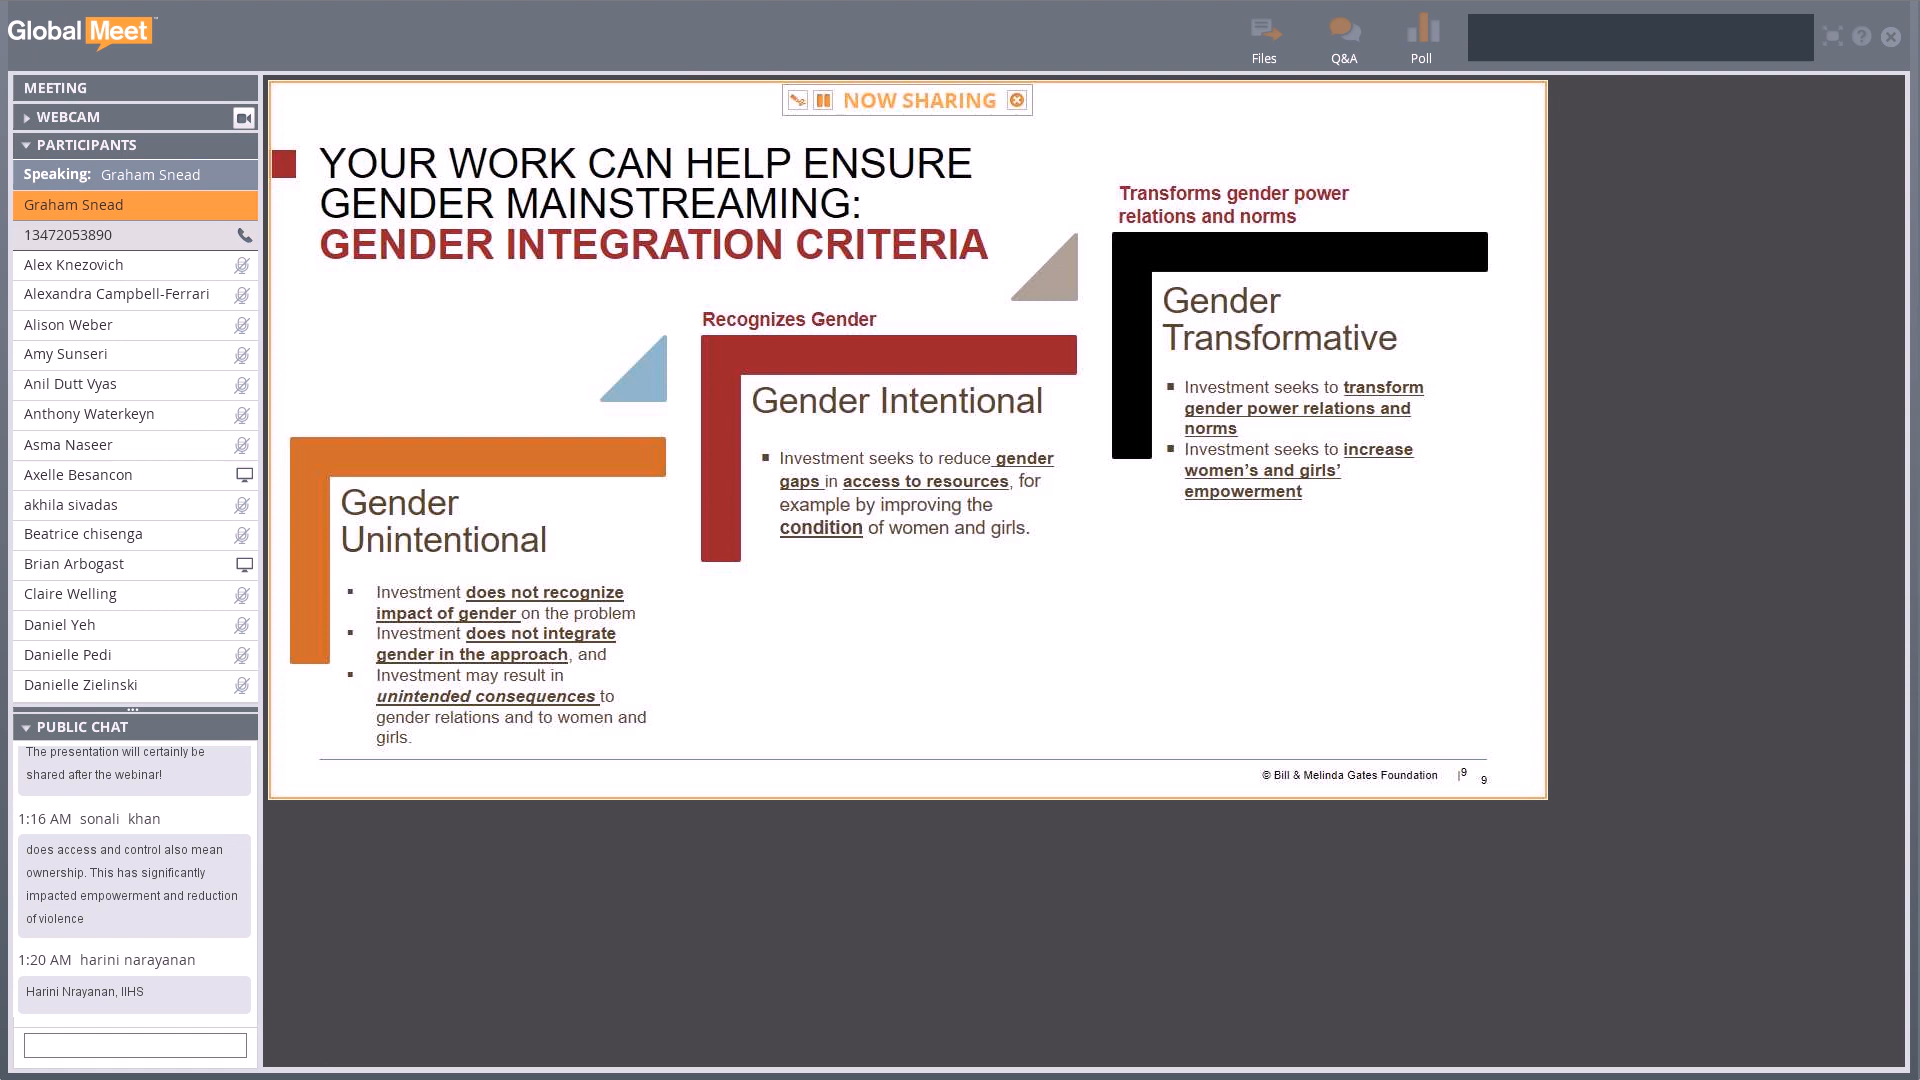 Global Meet
Files
Q&A
Poll
MEETING
WEBCAM
PARTICIPANTS
Speaking: Graham Snead
Graham Snead
13472053890
Alex Knezovich
Alexandra Campbell-Ferrari
Alison Weber
Amy Sunseri
Anil Dutt Vyas
Anthony Waterkeyn
Asma Naseer
Axelle Besancon
akhila sivadas
Beatrice chisenga
Brian Arbogast
Claire Welling
Daniel Yeh
Danielle Pedi
Danielle Zielinski
PUBLIC CHAT
The presentation will certainly be
shared after the webinar!
1:16 AM sonali khan
does access and control also mean
ownership. This has significantly
impacted empowerment and reduction
of violence
1:20 AM harini narayanan
Harini Nrayanan, IIHS
NOW SHARING
YOUR WORK CAN HELP ENSURE
GENDER MAINSTREAMING:
GENDER INTEGRATION CRITERIA
Gender
Unintentional
▪ Investment does not recognize
impact of gender on the problem
▪ Investment does not integrate
gender in the approach, and
▪ Investment may result in
unintended consequences to
gender relations and to women and
girls.
Recognizes Gender
Gender Intentional
▪ Investment seeks to reduce gender
gaps in access to resources, for
example by improving the
condition of women and girls.
Transforms gender power
relations and norms
Gender
Transformative
▪ Investment seeks to transform
gender power relations and
norms
▪ Investment seeks to increase
women's and girls'
empowerment
© Bill & Melinda Gates Foundation |9 9